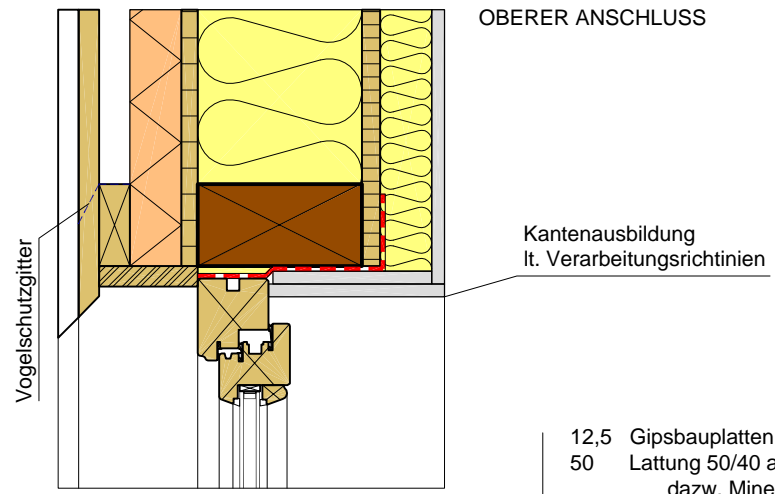 OBERER ANSCHLUSS
Vogelschutzgitter
Kantenausbildung
lt. Verarbeitungsrichtinien
12,5 Gipsbauplatten
50 Lattung 50/40 a
dazw. Mine